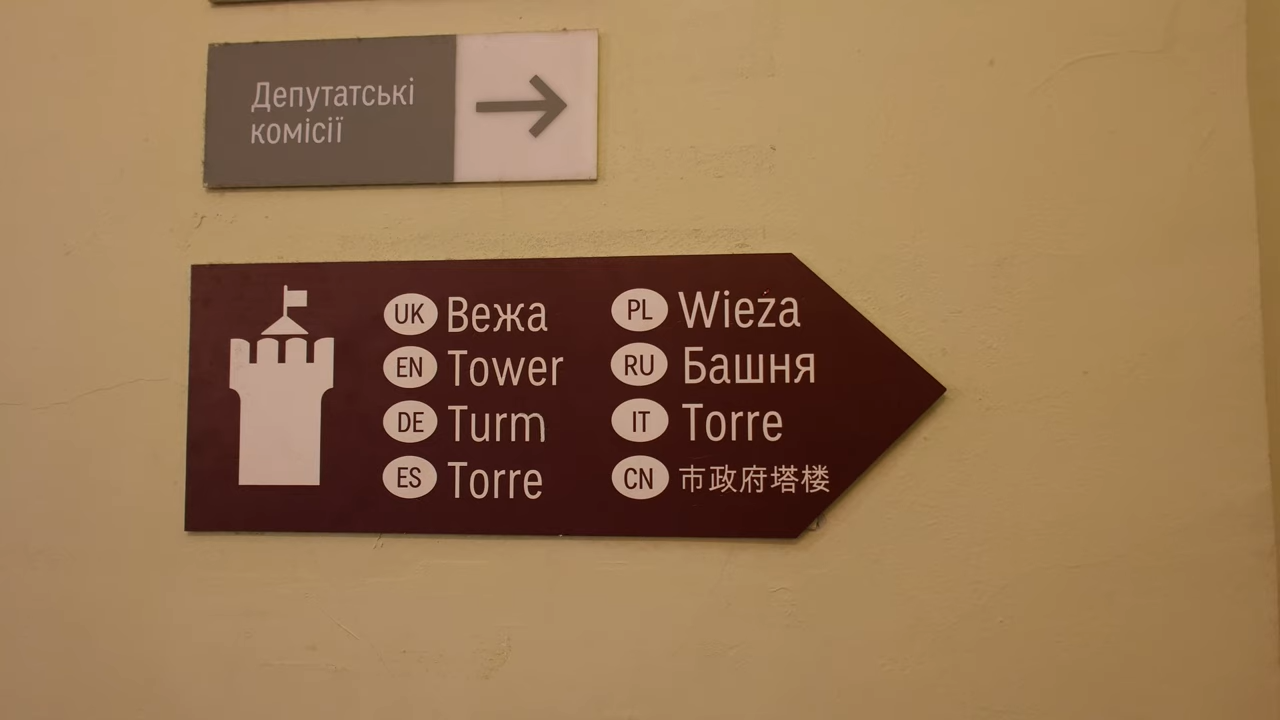 Депутатські
комісії
UK Вежа
EN Tower
DE Turm
ES Torre
PL Wieża
RU Башня
IT Torre
CN 市政府塔楼